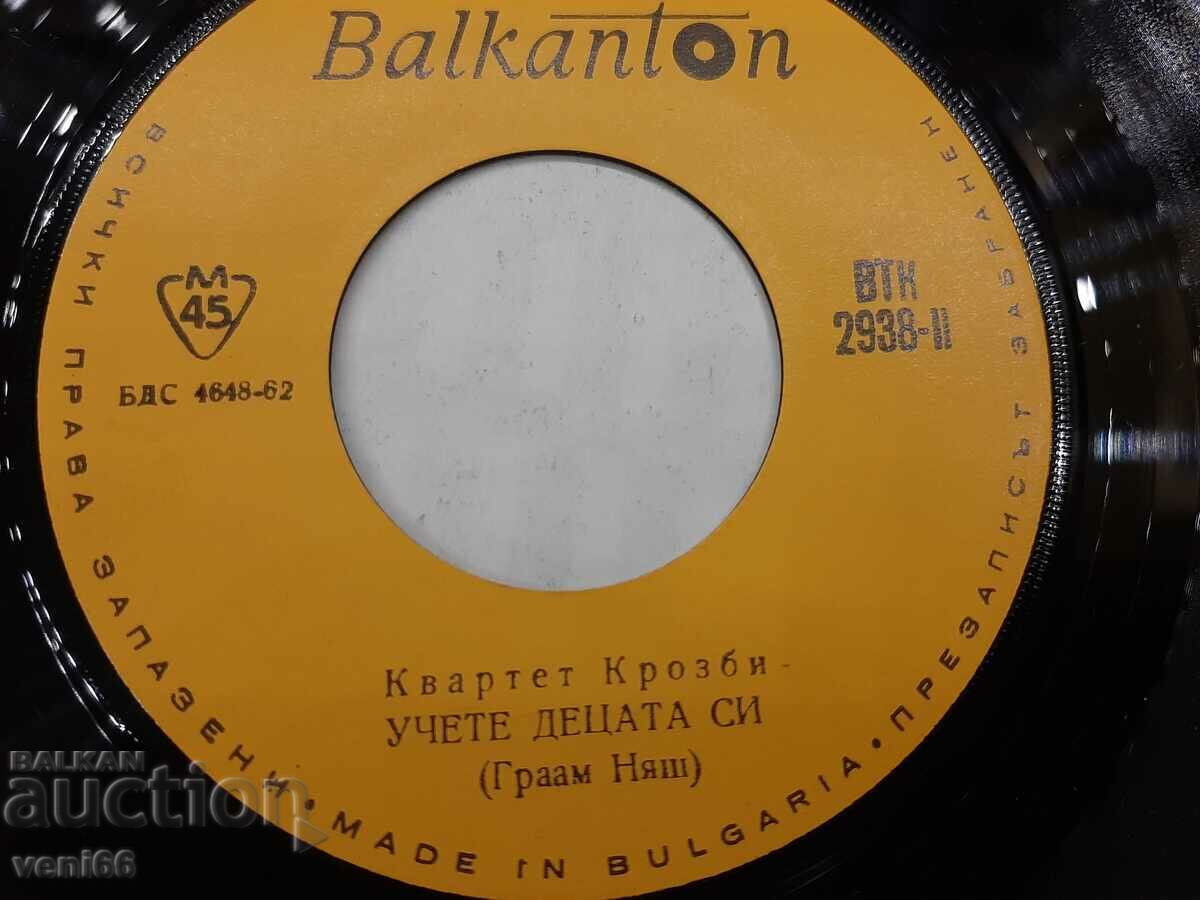 Balkanton
ВСИЧКИ ПРАВА ЗАПАЗЕНИ • MADE IN BULGARIA • ПРЕЗАПИСЪТ ЗАБРАНЕН
М
45
БДС 4648-62
ВТК
2938-II
Квартет Крозби -
УЧЕТЕ ДЕЦАТА СИ
(Граам Няш)
BALKAN
auction
veni66